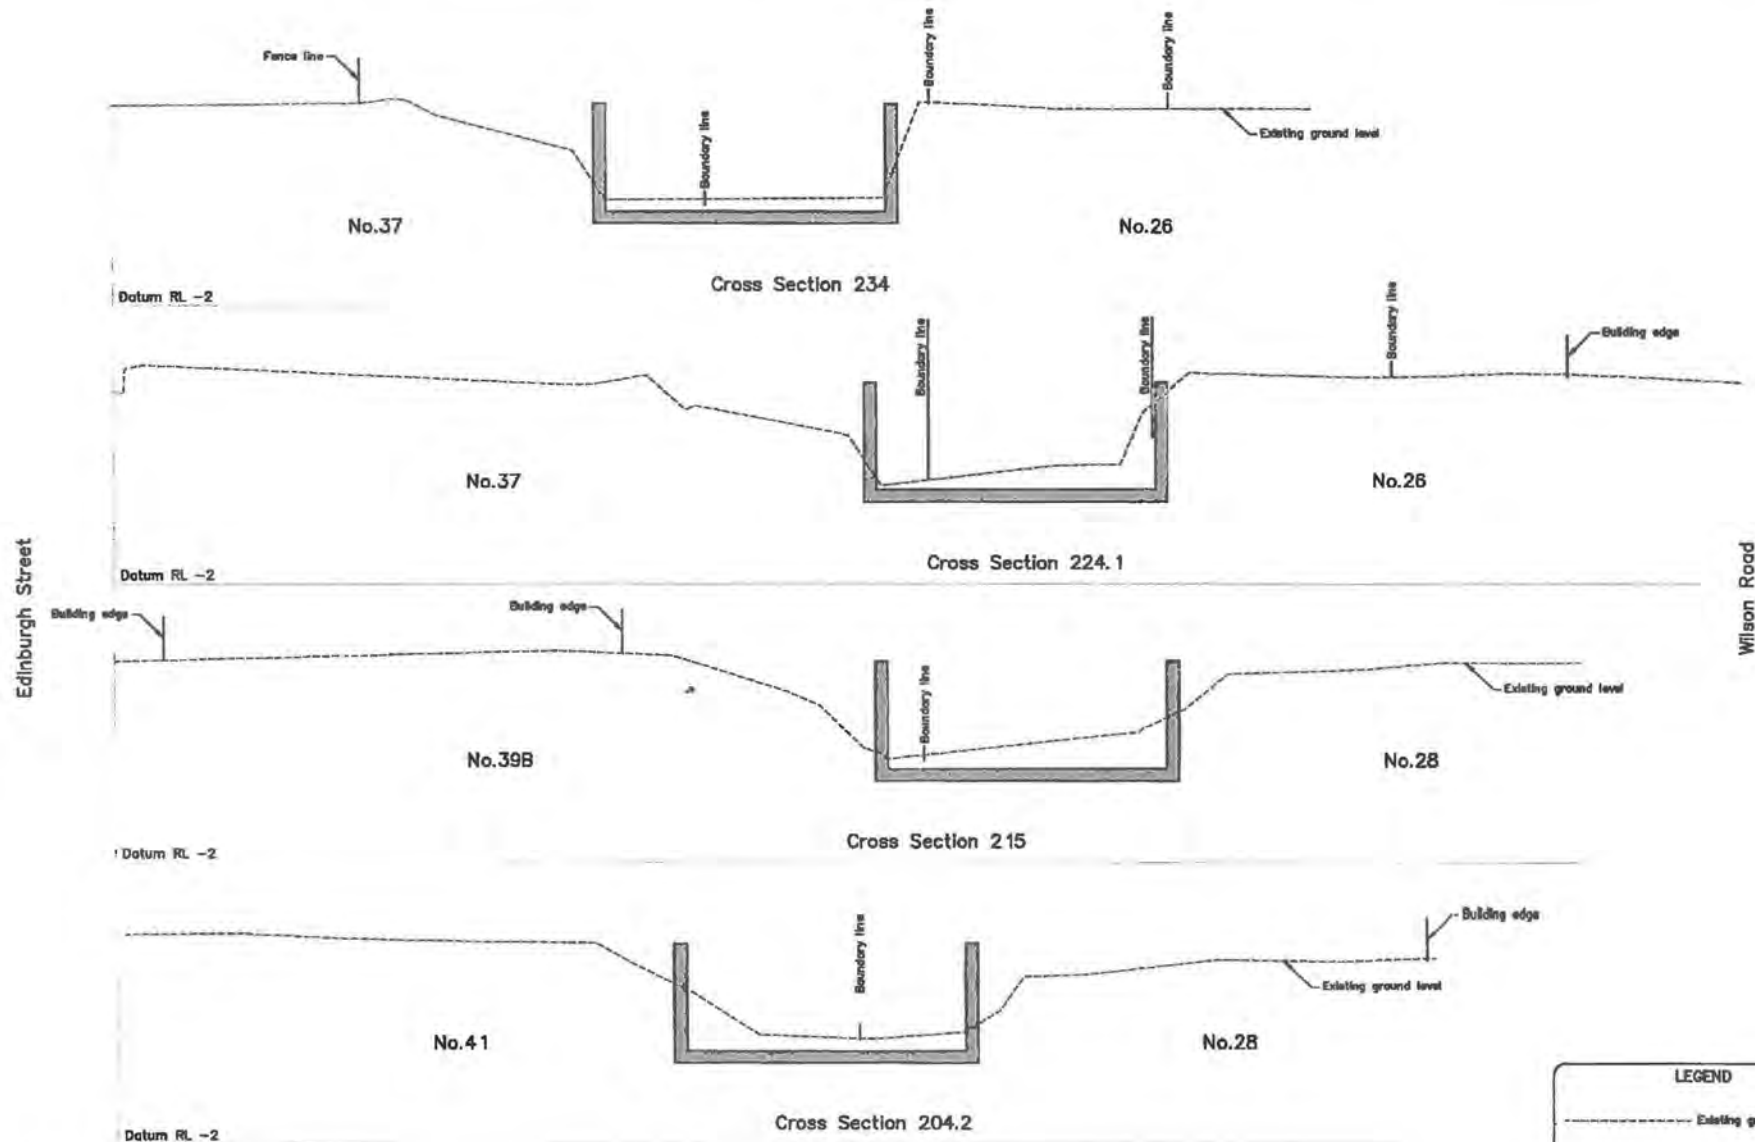 Fence line
Boundary line
Boundary line
Boundary line
Existing ground level
No.37
No.26
Cross Section 234
Datum RL -2
Boundary line
Boundary line
Boundary line
Building edge
No.37
No.26
Cross Section 224.1
Datum RL -2
Edinburgh Street
Wilson Road
Building edge
Building edge
Boundary line
Existing ground level
No.39B
No.28
Cross Section 215
Datum RL -2
Boundary line
Building edge
Existing ground level
No.41
No.28
Cross Section 204.2
Datum RL -2
LEGEND
Existing g